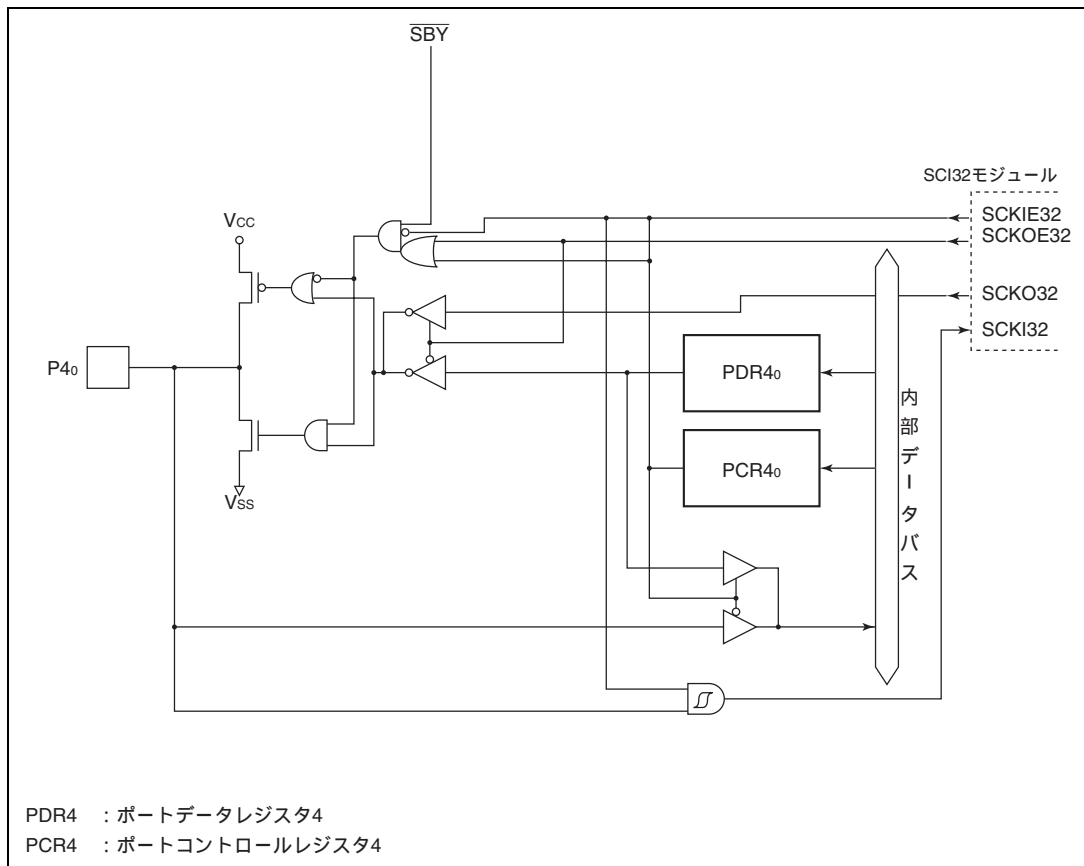 SBY
SCI32モジュール
VCC
SCKIE32
SCKOE32
SCKO32
SCKI32
P40
PDR40
PCR40
内部データバス
VSS
PDR4 : ポートデータレジスタ4
PCR4 : ポートコントロールレジスタ4